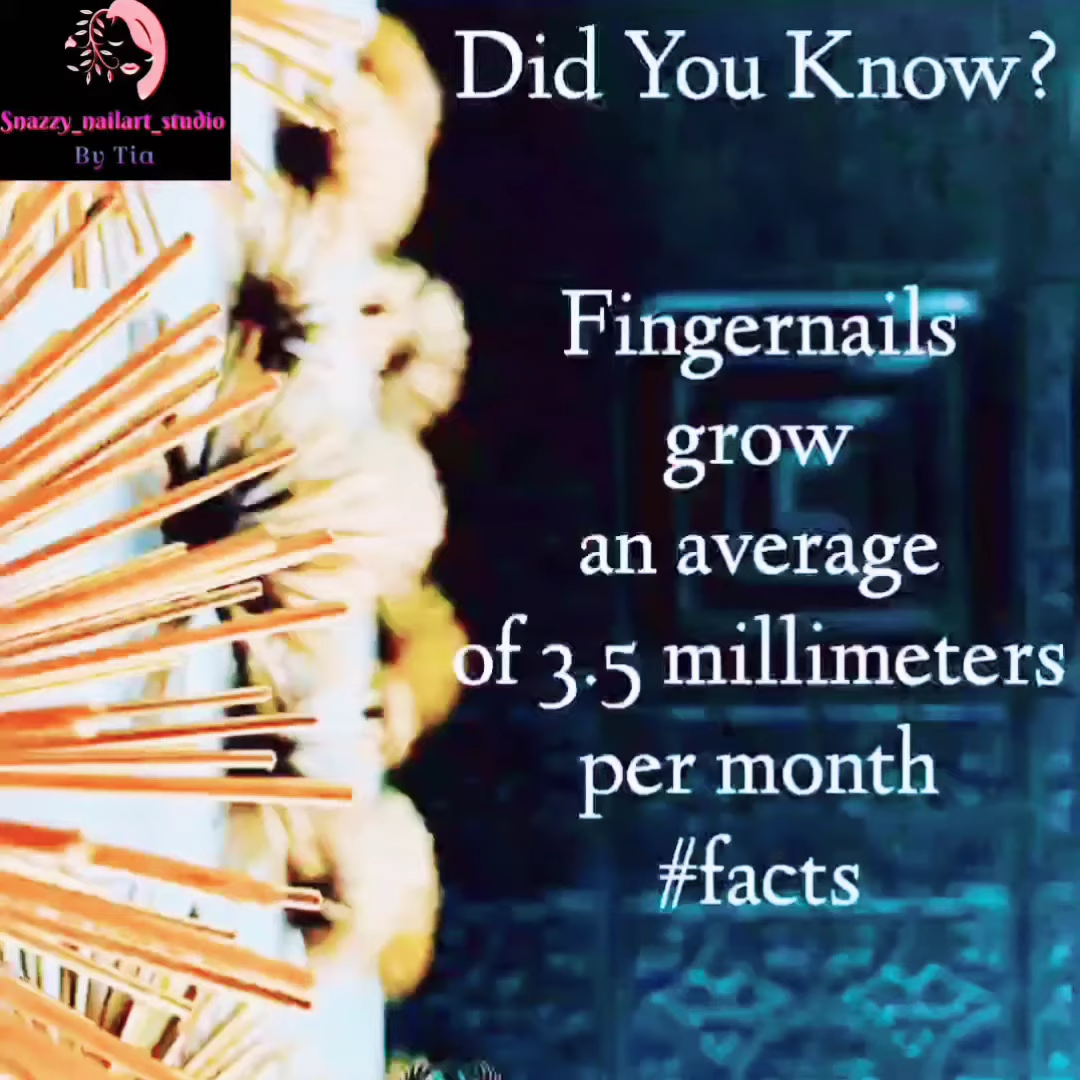 Snazzy_nailart_studio
By Tia
Did You Know?
Fingernails
grow
an average
of 3.5 millimeters
per month
#facts